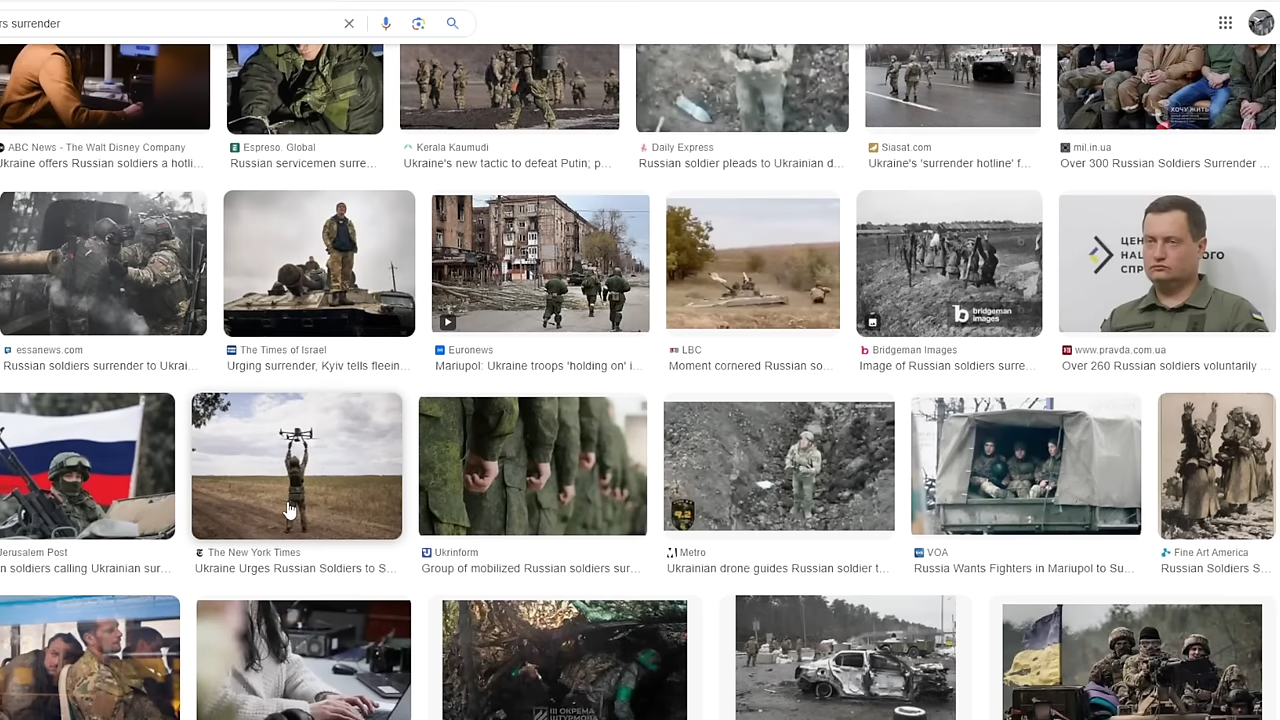 rs surrender
ABC News - The Walt Disney Company
Ukraine offers Russian soldiers a hotli...
Espreso. Global
Russian servicemen surre...
Kerala Kaumudi
Ukraine's new tactic to defeat Putin; p...
Daily Express
Russian soldier pleads to Ukrainian d...
Siasat.com
Ukraine's 'surrender hotline' f...
ХОЧУ ЖИТЬ
mil.in.ua
Over 300 Russian Soldiers Surrender ...
essanews.com
Russian soldiers surrender to Ukrai...
The Times of Israel
Urging surrender, Kyiv tells fleein...
Euronews
Mariupol: Ukraine troops 'holding on' i...
LBC
Moment cornered Russian so...
b bridgeman images
Bridgeman Images
Image of Russian soldiers surre...
www.pravda.com.ua
Over 260 Russian soldiers voluntarily ...
Jerusalem Post
n soldiers calling Ukrainian sur...
The New York Times
Ukraine Urges Russian Soldiers to S...
Ukrinform
Group of mobilized Russian soldiers sur...
Metro
Ukrainian drone guides Russian soldier t...
VOA
Russia Wants Fighters in Mariupol to Su...
Fine Art America
Russian Soldiers S...
III ОКРЕМА
ШТУРМОВА